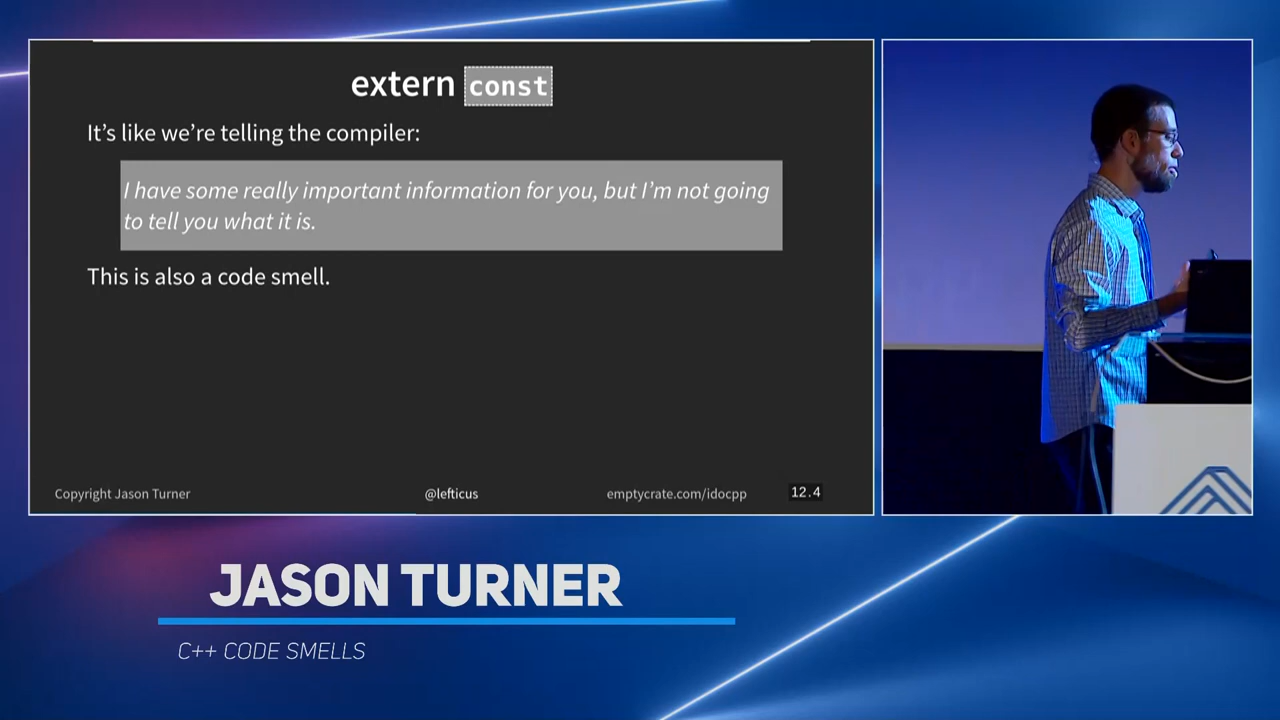 extern const
It's like we're telling the compiler:
I have some really important information for you, but I'm not going
to tell you what it is.
This is also a code smell.
Copyright Jason Turner
@lefticus
emptycrate.com/idocpp
12.4
JASON TURNER
C++ CODE SMELLS